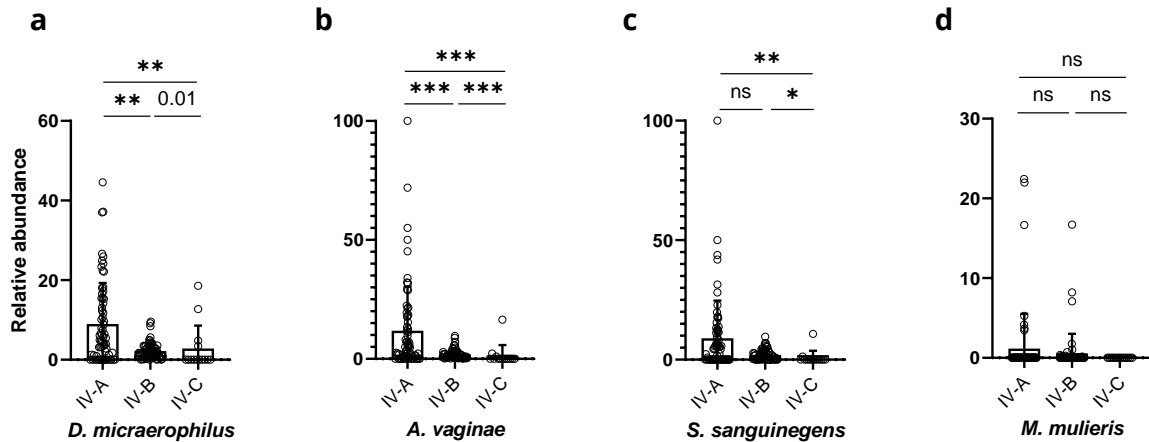 a
b
c
d
**
** 0.01
***
*** ***
**
ns *
ns
ns ns
Relative abundance
60
40
20
0
IV-A IV-B IV-C
D. micraerophilus
100
50
0
IV-A IV-B IV-C
A. vaginae
100
50
0
IV-A IV-B IV-C
S. sanguinegens
30
20
10
0
IV-A IV-B IV-C
M. mulieris